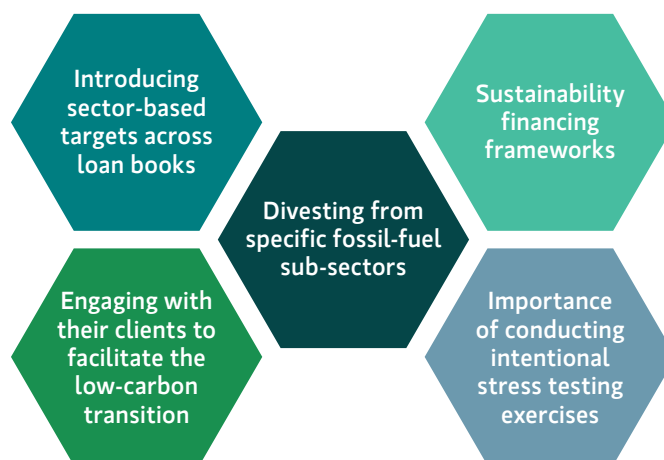 Introducing
sector-based
targets across
loan books
Sustainability
financing
frameworks
Divesting from
specific fossil-fuel
sub-sectors
Engaging with
their clients to
facilitate the
low-carbon
transition
Importance
of conducting
intentional
stress testing
exercises